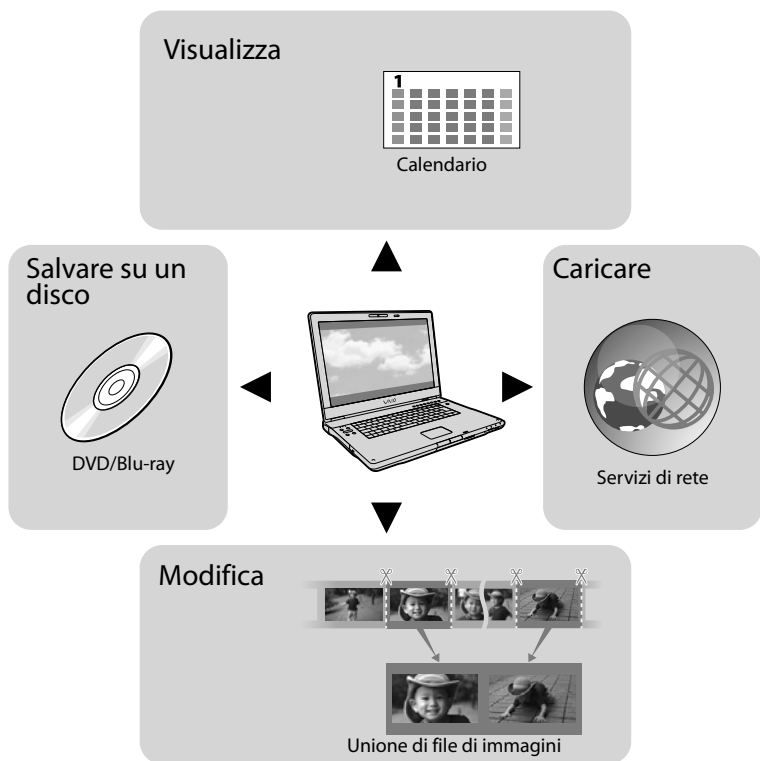 Visualizza
1
Calendario
Salvare su un
disco
DVD/Blu-ray
Caricare
Servizi di rete
VAIO
Modifica
Unione di file di immagini